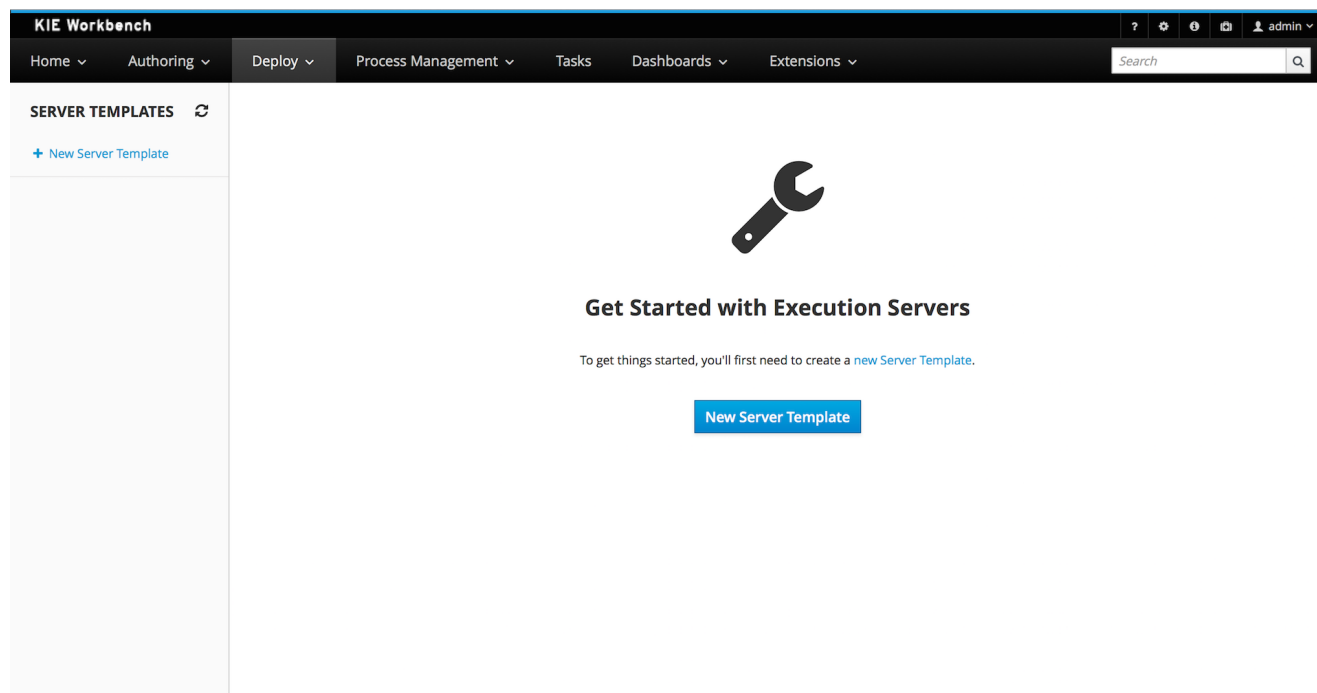 KIE Workbench
? admin
Home Authoring Deploy Process Management Tasks Dashboards Extensions Search
SERVER TEMPLATES
+ New Server Template
Get Started with Execution Servers
To get things started, you'll first need to create a new Server Template.
New Server Template